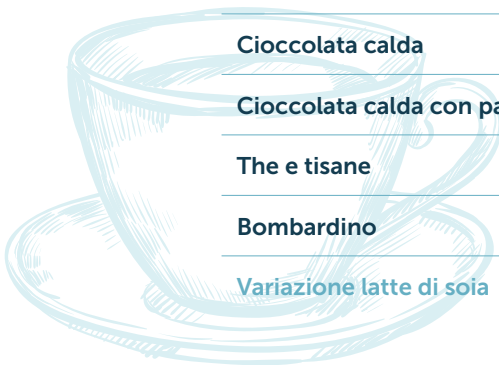 Cioccolata calda
Cioccolata calda con pa
The e tisane
Bombardino
Variazione latte di soia